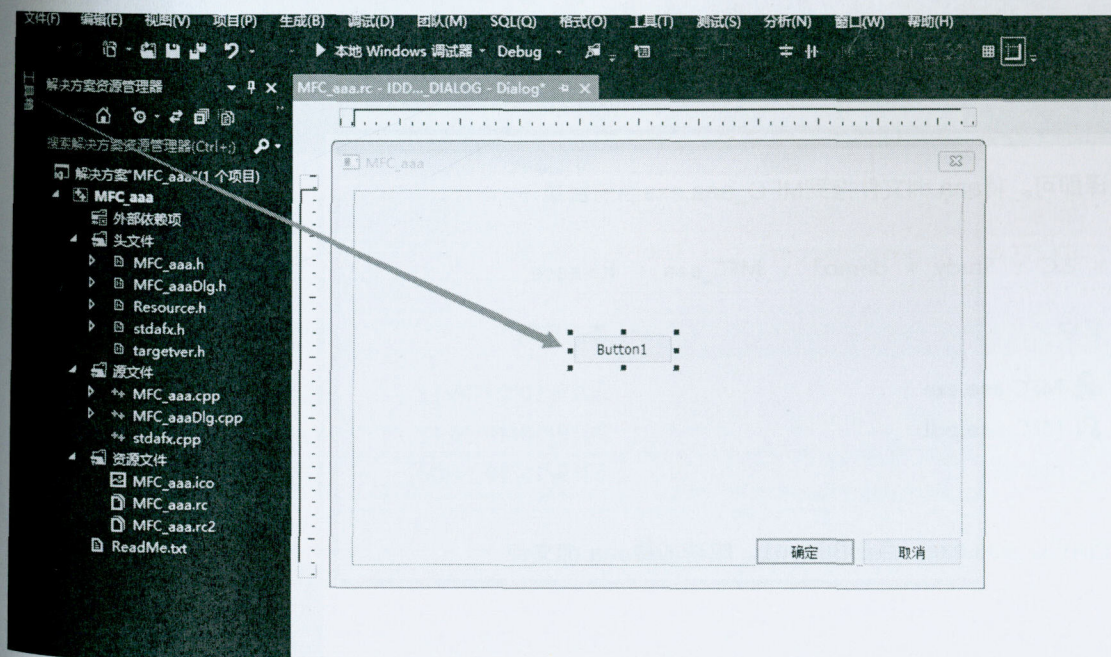 文件(F) 编辑(E) 视图(V) 项目(P) 生成(B) 调试(D) 团队(M) SQL(Q) 格式(O) 工具(T) 测试(S) 分析(N) 窗口(W) 帮助(H)
本地 Windows 调试器 Debug
工具箱
解决方案资源管理器
MFC_aaa.rc - IDD..._DIALOG - Dialog*
搜索解决方案资源管理器(Ctrl+;)
解决方案"MFC_aaa"(1 个项目)
MFC_aaa
外部依赖项
头文件
MFC_aaa.h
MFC_aaaDlg.h
Resource.h
stdafx.h
targetver.h
源文件
MFC_aaa.cpp
MFC_aaaDlg.cpp
stdafx.cpp
资源文件
MFC_aaa.ico
MFC_aaa.rc
MFC_aaa.rc2
ReadMe.txt
MFC_aaa
Button1
确定 取消